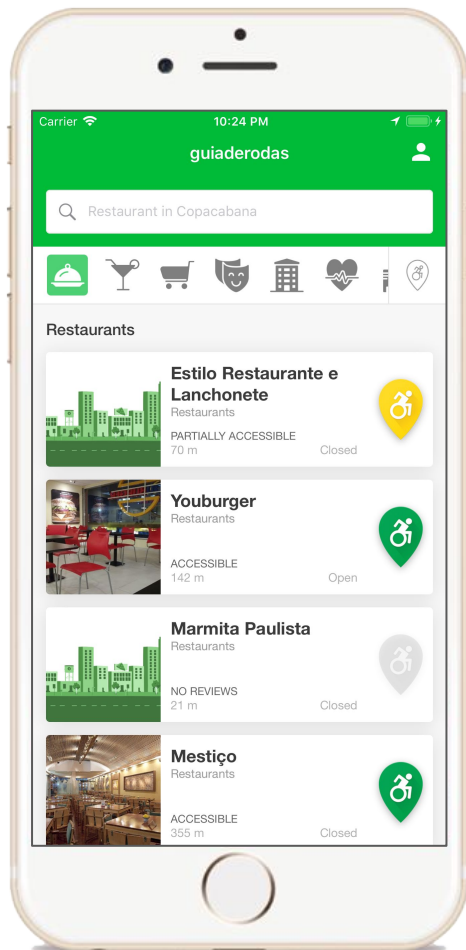 Carrier 10:24 PM
guiaderodas
Restaurant in Copacabana
Restaurants
Estilo Restaurante e
Lanchonete
Restaurants
PARTIALLY ACCESSIBLE
70 m Closed
Youburger
Restaurants
ACCESSIBLE
142 m Open
Marmita Paulista
Restaurants
NO REVIEWS
21 m Closed
Mestiço
Restaurants
ACCESSIBLE
355 m Closed